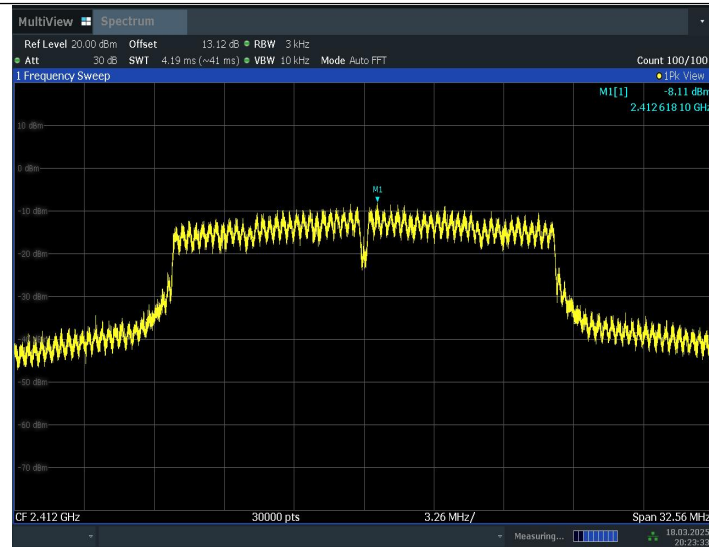 MultiView Spectrum
Ref Level 20.00 dBm Offset 13.12 dB RBW 3 kHz
Att 30 dB SWT 4.19 ms (~41 ms) VBW 10 kHz Mode Auto FFT Count 100/100
1 Frequency Sweep 1Pk View
M1[1] -8.11 dBm
2.412 618 10 GHz
10 dBm
0 dBm
M1
-10 dBm
-20 dBm
-30 dBm
-50 dBm
-60 dBm
-70 dBm
CF 2.412 GHz 30000 pts 3.26 MHz/ Span 32.56 MHz
Measuring... 18.03.2025
20:23:33